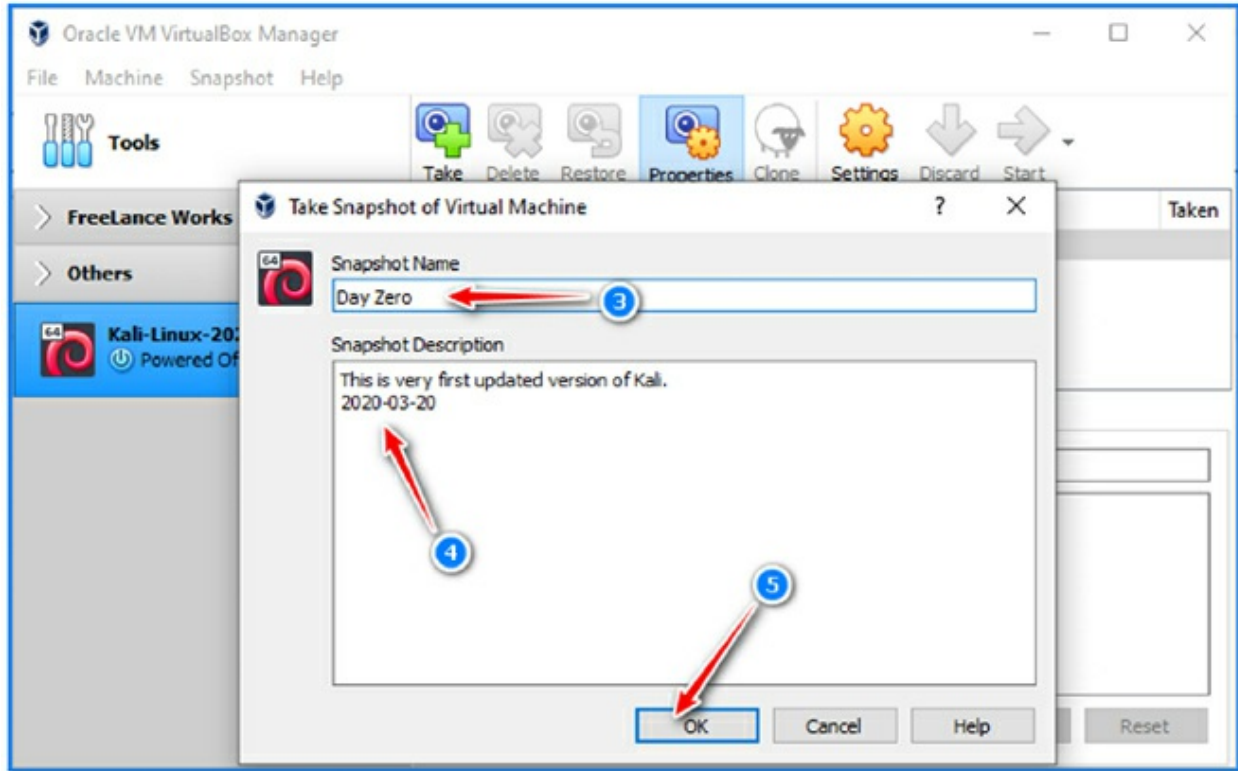 Oracle VM VirtualBox Manager
File Machine Snapshot Help
Tools
Take Delete Restore Properties Clone Settings Discard Start
FreeLance Works
Others
64
Kali-Linux-202
Powered Of
Taken
Take Snapshot of Virtual Machine ?
64
Snapshot Name
Day Zero
3
Snapshot Description
This is very first updated version of Kali.
2020-03-20
4
5
OK Cancel Help
Reset